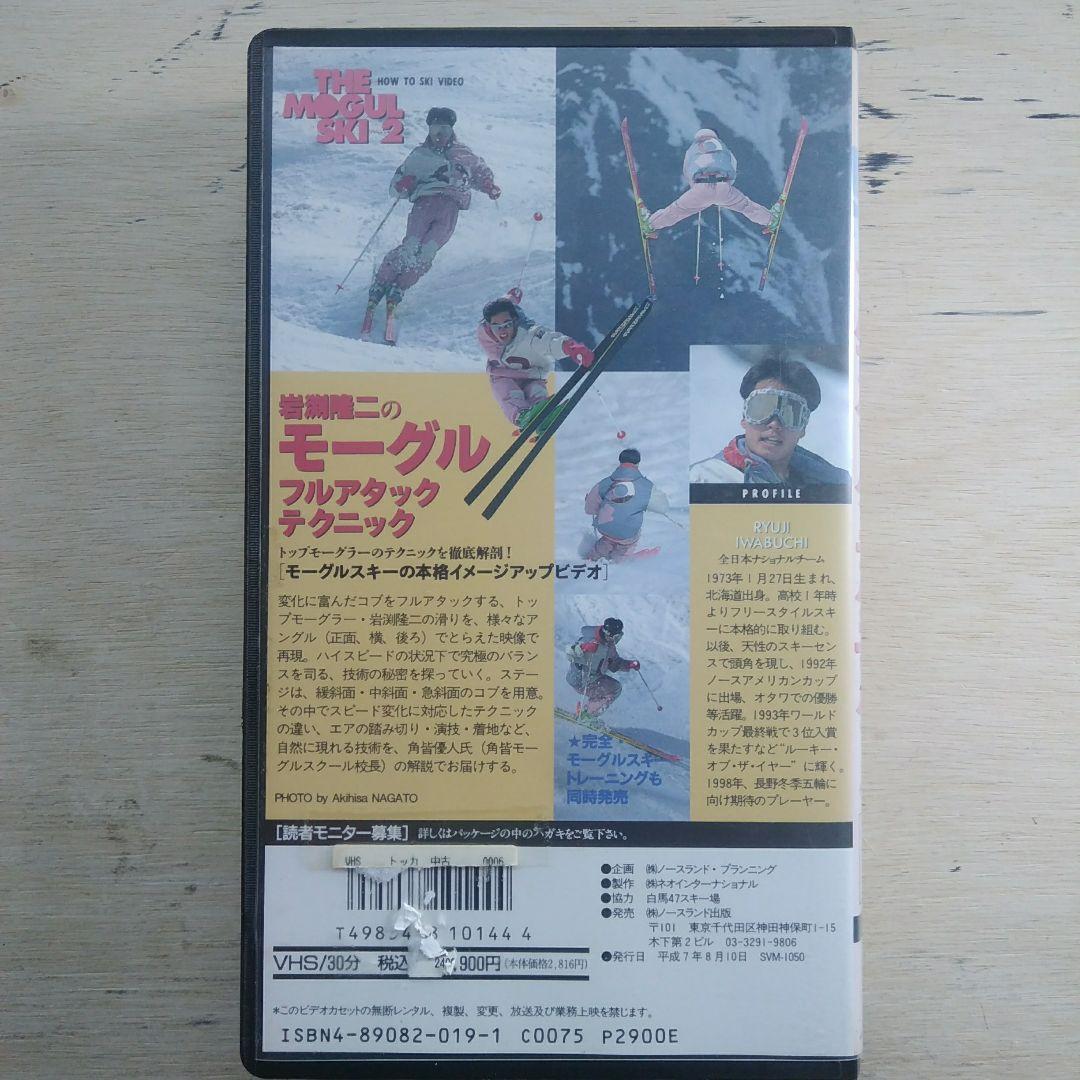 THE
MOGUL
SKI 2
HOW TO SKI VIDEO
岩渕隆二の
モーグル
フルアタック
テクニック
トップモーグラーのテクニックを徹底解剖！
［モーグルスキーの本格イメージアップビデオ］
変化に富んだコブをフルアタックする、トッ
プモーグラー・岩渕隆二の滑りを、様々なア
ングル（正面、横、後ろ）でとらえた映像で
再現。ハイスピードの状況下で究極のバラン
スを司る、技術の秘密を探っていく。ステー
ジは、緩斜面・中斜面・急斜面のコブを用意。
その中でスピード変化に対応したテクニック
の違い、エアの踏み切り・演技・着地など、
自然に現れる技術を、角皆優人氏（角皆モー
グルスクール校長）の解説でお届けする。
PHOTO by Akihisa NAGATO
★完全
モーグルスキー
トレーニングも
同時発売
PROFILE
RYUJI
IWABUCHI
全日本ナショナルチーム
1973年1月27日生まれ、
北海道出身。高校1年時
よりフリースタイルスキ
ーに本格的に取り組む。
以後、天性のスキーセン
スで頭角を現し、1992年
ノースアメリカンカップ
に出場、オタワでの優勝
等活躍。1993年ワールド
カップ最終戦で3位入賞
を果たすなど“ルーキー・
オブ・ザ・イヤー”に輝く。
1998年、長野冬季五輪に
向け期待のプレーヤー。
［読者モニター募集］ 詳しくはパッケージの中のハガキをご覧下さい。
VHS トッカ 中古 0006
10144 4
VHS/30分 税込 900円（本体価格2,816円）
●企画 ㈱ノースランド・プランニング
●製作 ㈱ネオインターナショナル
●協力 白馬47スキー場
●発売 ㈱ノースランド出版
〒101 東京千代田区神田神保町1-15
木下第2ビル 03-3291-9806
●発行日 平成7年8月10日 SVM-1050
＊このビデオカセットの無断レンタル、複製、変更、放送及び業務上映を禁じます。
ISBN4-89082-019-1 C0075 P2900E